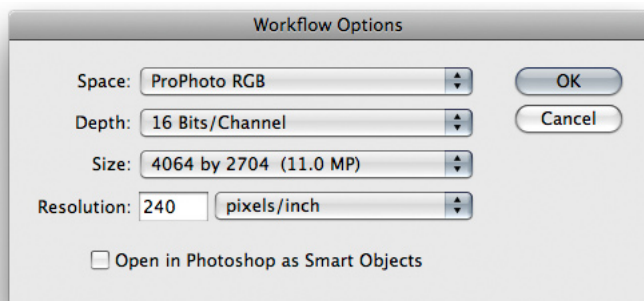 Workflow Options
Space: ProPhoto RGB OK
Depth: 16 Bits/Channel Cancel
Size: 4064 by 2704 (11.0 MP)
Resolution: 240 pixels/inch
Open in Photoshop as Smart Objects